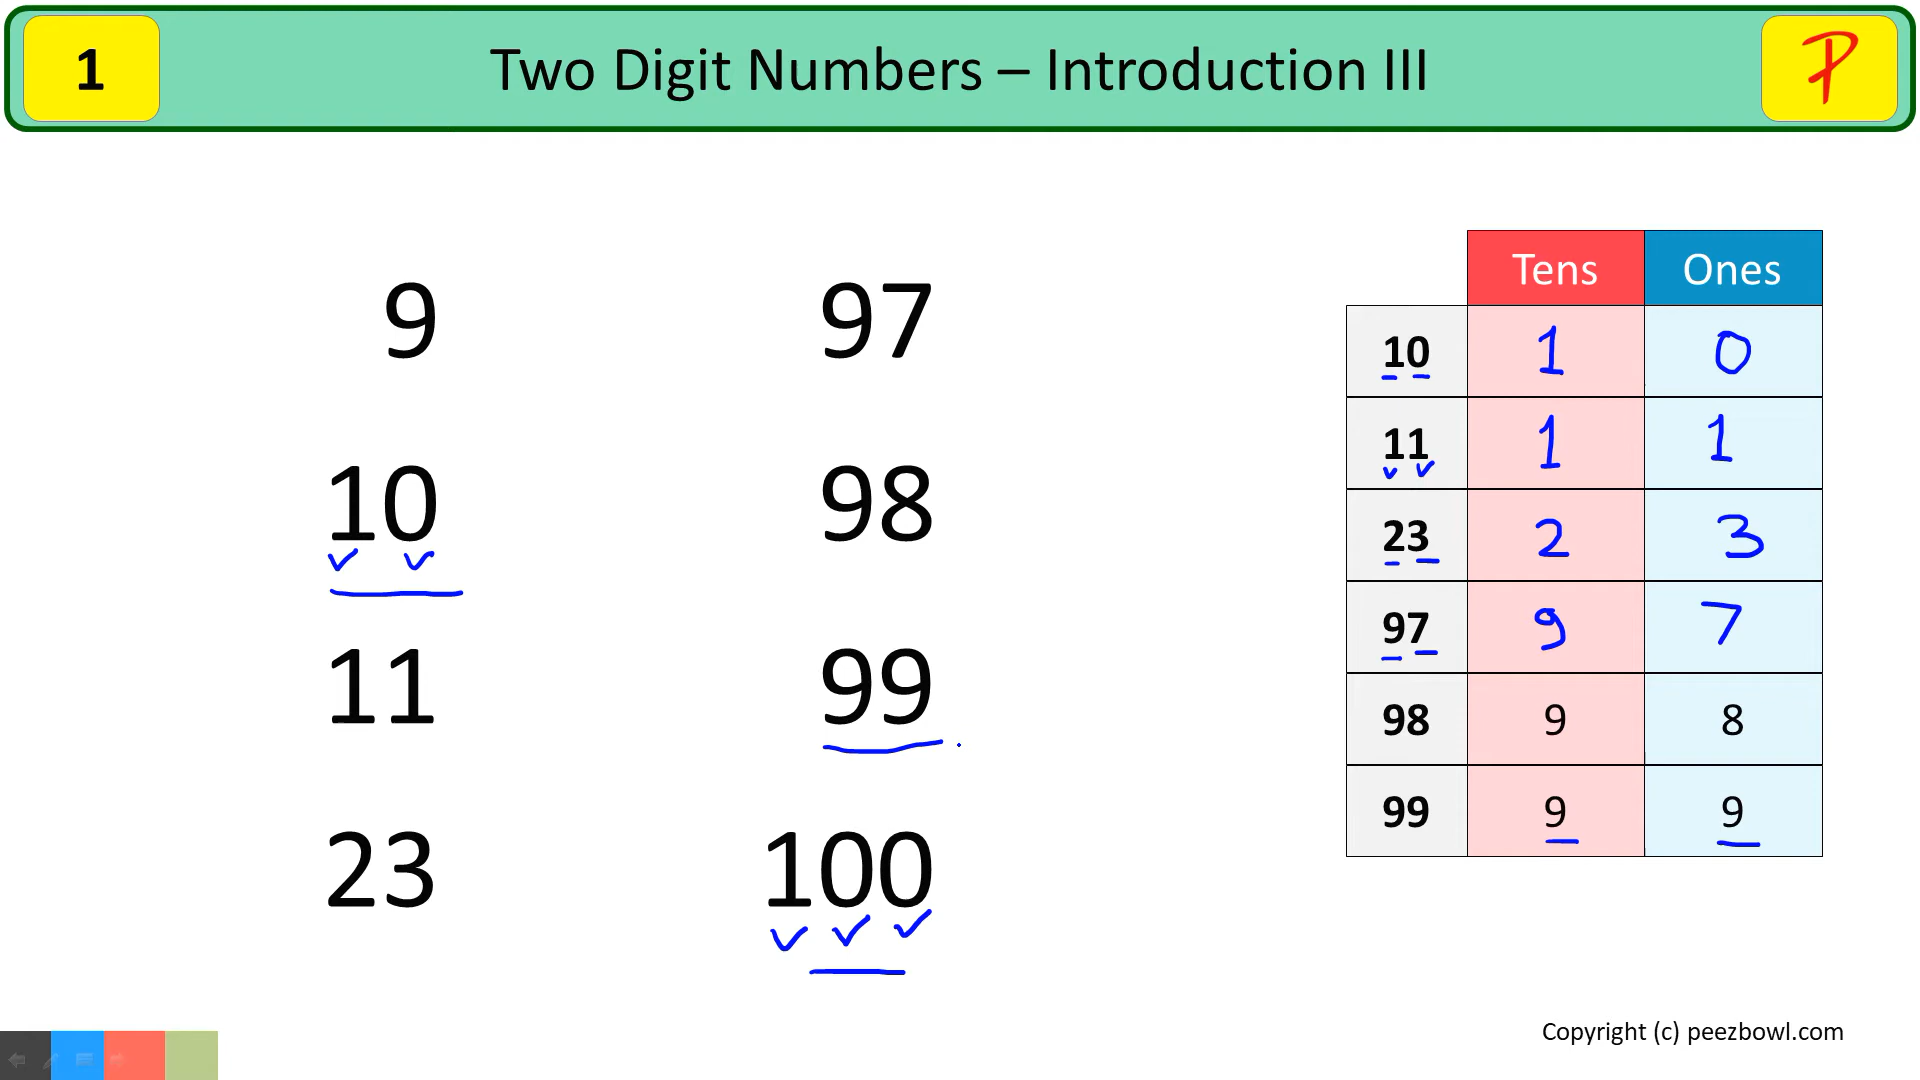 1
Two Digit Numbers – Introduction III
P
9
10
11
23
97
98
99
100
Tens Ones
10 1 0
11 1 1
23 2 3
97 9 7
98 9 8
99 9 9
Copyright (c) peezbowl.com